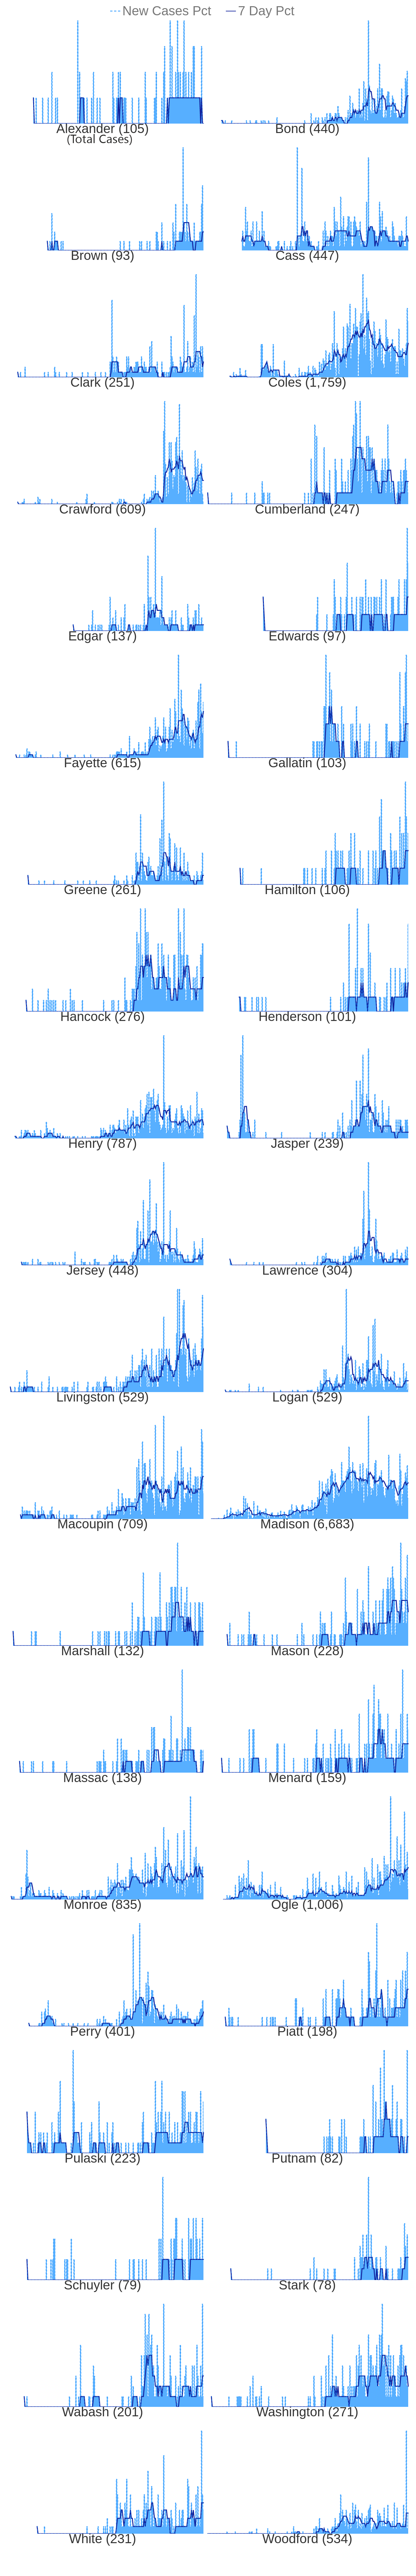 New Cases Pct 7 Day Pct
Alexander (105) Bond (440)
(Total Cases)
Brown (93) Cass (447)
Clark (251) Coles (1,759)
Crawford (609) Cumberland (247)
Edgar (137) Edwards (97)
Fayette (615) Gallatin (103)
Greene (261) Hamilton (106)
Hancock (276) Henderson (101)
Henry (787) Jasper (239)
Jersey (448) Lawrence (304)
Livingston (529) Logan (529)
Macoupin (709) Madison (6,683)
Marshall (132) Mason (228)
Massac (138) Menard (159)
Monroe (835) Ogle (1,006)
Perry (401) Piatt (198)
Pulaski (223) Putnam (82)
Schuyler (79) Stark (78)
Wabash (201) Washington (271)
White (231) Woodford (534)